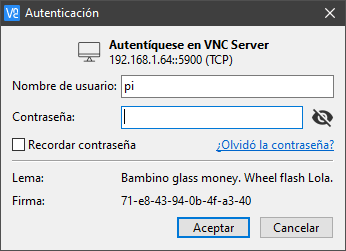 V2 Autenticación
Autentíquese en VNC Server
192.168.1.64::5900 (TCP)
Nombre de usuario: pi
Contraseña:
Recordar contraseña ¿Olvidó la contraseña?
Lema: Bambino glass money. Wheel flash Lola.
Firma: 71-e8-43-94-0b-4f-a3-40
Aceptar Cancelar